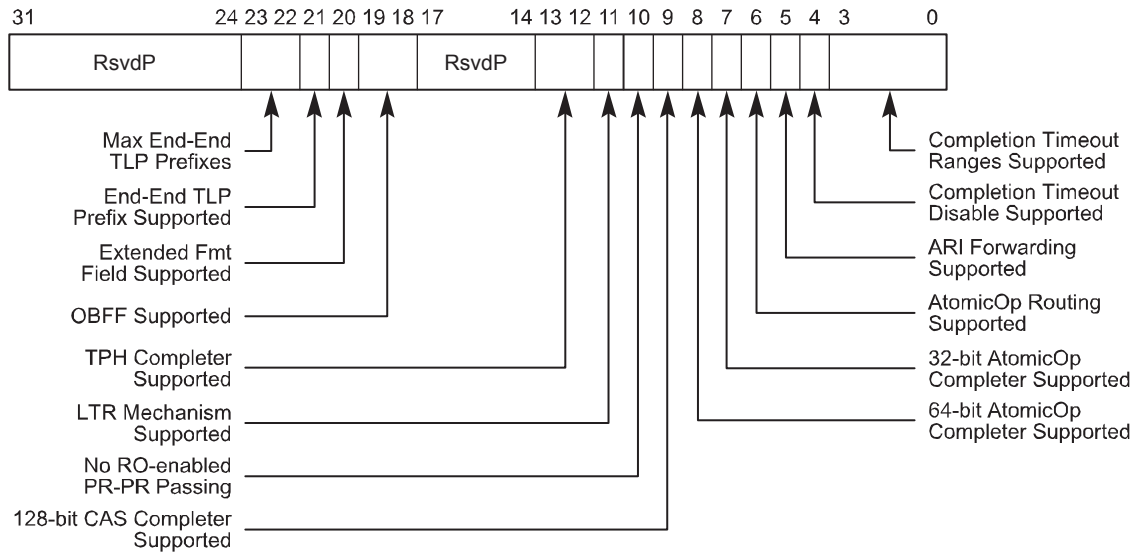 31 24 23 22 21 20 19 18 17 14 13 12 11 10 9 8 7 6 5 4 3 0
RsvdP RsvdP
Max End-End
TLP Prefixes
End-End TLP
Prefix Supported
Extended Fmt
Field Supported
OBFF Supported
TPH Completer
Supported
LTR Mechanism
Supported
No RO-enabled
PR-PR Passing
128-bit CAS Completer
Supported
Completion Timeout
Ranges Supported
Completion Timeout
Disable Supported
ARI Forwarding
Supported
AtomicOp Routing
Supported
32-bit AtomicOp
Completer Supported
64-bit AtomicOp
Completer Supported